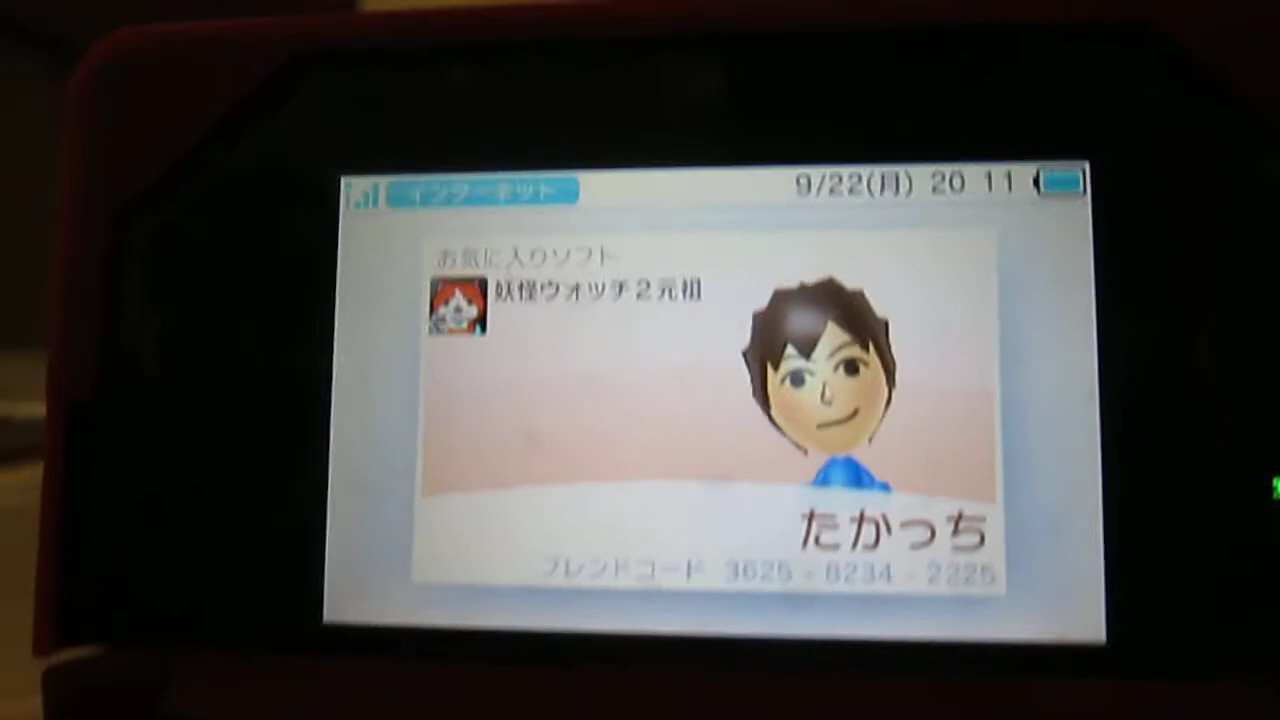 インターネット
9/22(月) 20 11
お気に入りソフト
妖怪ウォッチ2元祖
たかっち
フレンドコード 3625 - 8234 - 2225